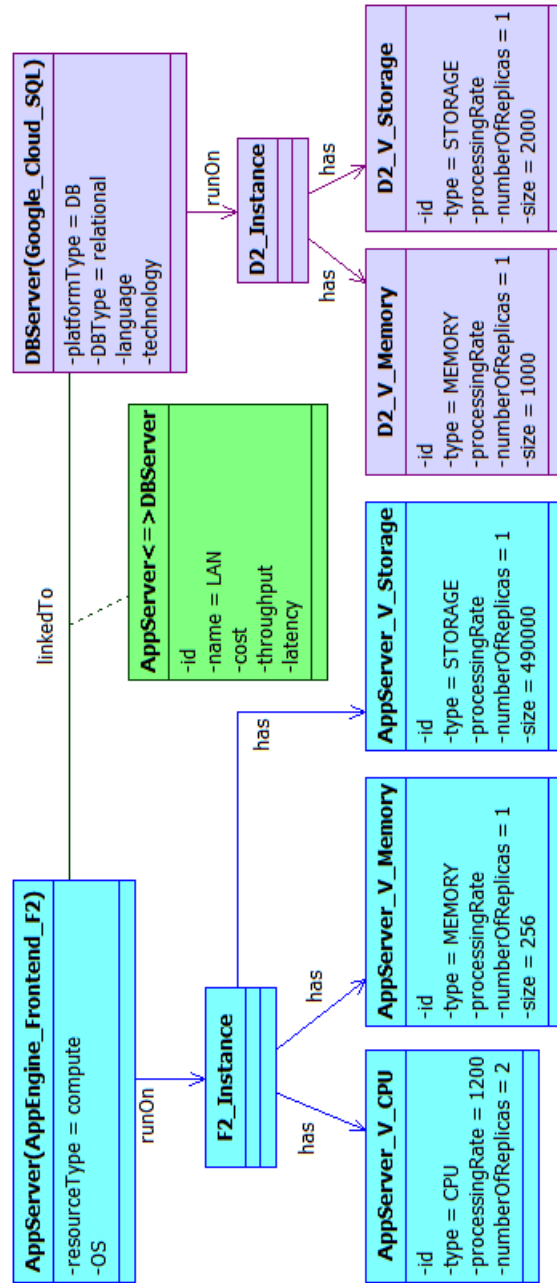 AppServer(AppEngine_Frontend_F2)
-resourceType = compute
-OS
linkedTo
DBServer(Google_Cloud_SQL)
-platformType = DB
-DBType = relational
-language
-technology
AppServer<=>DBServer
-id
-name = LAN
-cost
-throughput
-latency
runOn
runOn
F2_Instance
D2_Instance
has
has
has
has
has
AppServer_V_CPU
-id
-type = CPU
-processingRate = 1200
-numberOfReplicas = 2
AppServer_V_Memory
-id
-type = MEMORY
-processingRate
-numberOfReplicas = 1
-size = 256
AppServer_V_Storage
-id
-type = STORAGE
-processingRate
-numberOfReplicas = 1
-size = 490000
D2_V_Memory
-id
-type = MEMORY
-processingRate
-numberOfReplicas = 1
-size = 1000
D2_V_Storage
-id
-type = STORAGE
-processingRate
-numberOfReplicas = 1
-size = 2000